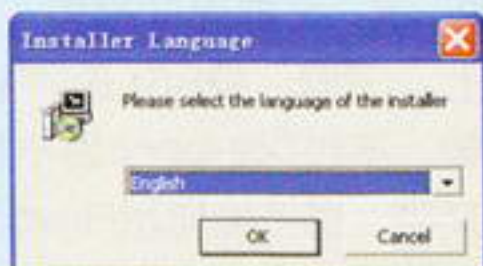 Installer Language
Please select the language of the installer
English
OK
Cancel